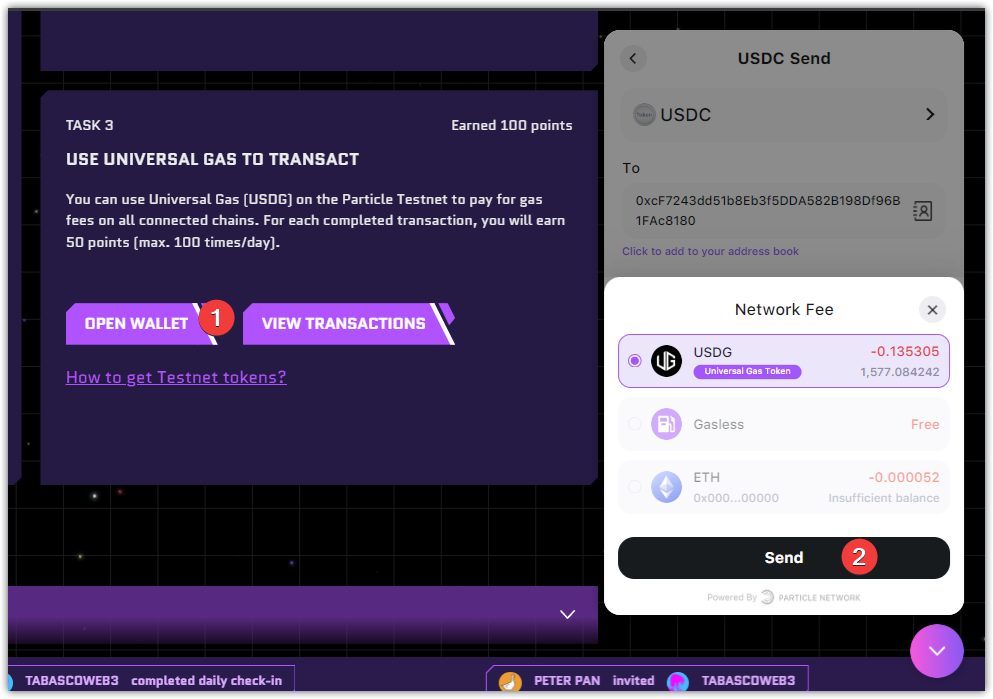 TASK 3
Earned 100 points
USE UNIVERSAL GAS TO TRANSACT
You can use Universal Gas (USDG) on the Particle Testnet to pay for gas
fees on all connected chains. For each completed transaction, you will earn
50 points (max. 100 times/day).
OPEN WALLET
1
VIEW TRANSACTIONS
How to get Testnet tokens?
USDC Send
Token
USDC
To
0xcF7243dd51b8Eb3f5DDA582B198Df96B
1FAc8180
Click to add to your address book
Network Fee
USDG
-0.135305
Universal Gas Token
1,577.084242
Gasless
Free
ETH
-0.000052
0x000...00000
Insufficient balance
Send
2
Powered By PARTICLE NETWORK
TABASCOWEB3 completed daily check-in
PETER PAN invited TABASCOWEB3